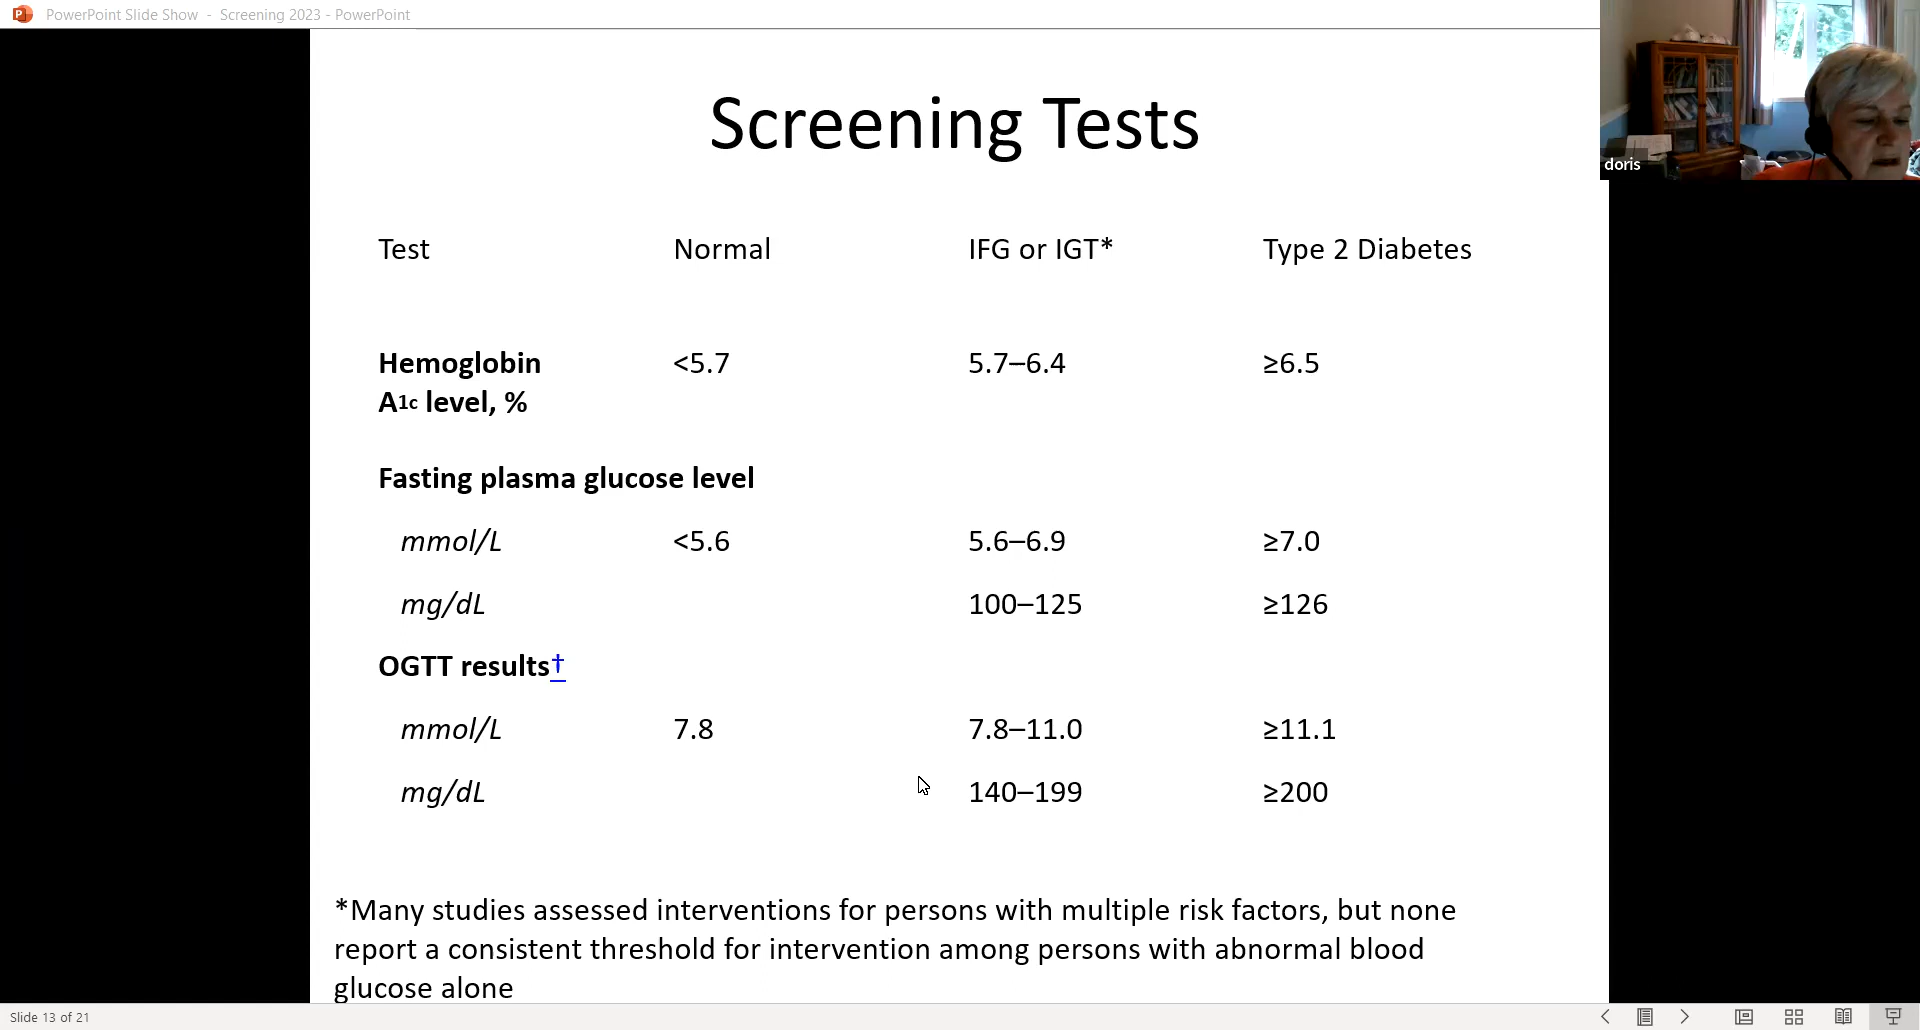 PowerPoint Slide Show - Screening 2023 - PowerPoint
doris
Screening Tests
Test Normal IFG or IGT* Type 2 Diabetes
Hemoglobin <5.7 5.7–6.4 ≥6.5
A1c level, %
Fasting plasma glucose level
mmol/L <5.6 5.6–6.9 ≥7.0
mg/dL 100–125 ≥126
OGTT results†
mmol/L 7.8 7.8–11.0 ≥11.1
mg/dL 140–199 ≥200
*Many studies assessed interventions for persons with multiple risk factors, but none
report a consistent threshold for intervention among persons with abnormal blood
glucose alone
Slide 13 of 21